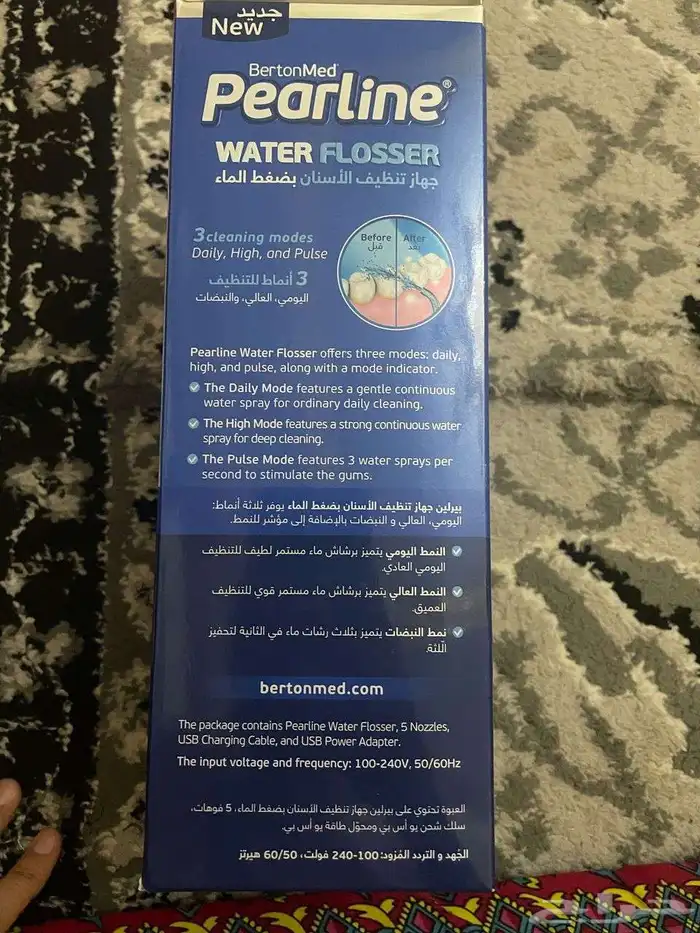 جديد
New
BertonMed
Pearline®
WATER FLOSSER
جهاز تنظيف الأسنان بضغط الماء
3 cleaning modes
Daily, High, and Pulse
3 أنماط للتنظيف
اليومي، العالي، والنبضات
Before After
قبل بعد
Pearline Water Flosser offers three modes: daily,
high, and pulse, along with a mode indicator.
The Daily Mode features a gentle continuous
water spray for ordinary daily cleaning.
The High Mode features a strong continuous water
spray for deep cleaning.
The Pulse Mode features 3 water sprays per
second to stimulate the gums.
بيرلين جهاز تنظيف الأسنان بضغط الماء يوفر ثلاثة أنماط:
اليومي، العالي و النبضات بالإضافة إلى مؤشر للنمط.
النمط اليومي يتميز برشاش ماء مستمر لطيف للتنظيف
اليومي العادي.
النمط العالي يتميز برشاش ماء مستمر قوي للتنظيف
العميق.
نمط النبضات يتميز بثلاث رشات ماء في الثانية لتحفيز
اللّثة.
bertonmed.com
The package contains Pearline Water Flosser, 5 Nozzles,
USB Charging Cable, and USB Power Adapter.
The input voltage and frequency: 100-240V, 50/60Hz
العبوة تحتوي على بيرلين جهاز تنظيف الأسنان بضغط الماء، 5 فوهات،
سلك شحن يو أس بي ومحوّل طاقة يو أس بي.
الجُهد و التردد المُزود: 100-240 فولت، 60/50 هيرتز
حراج